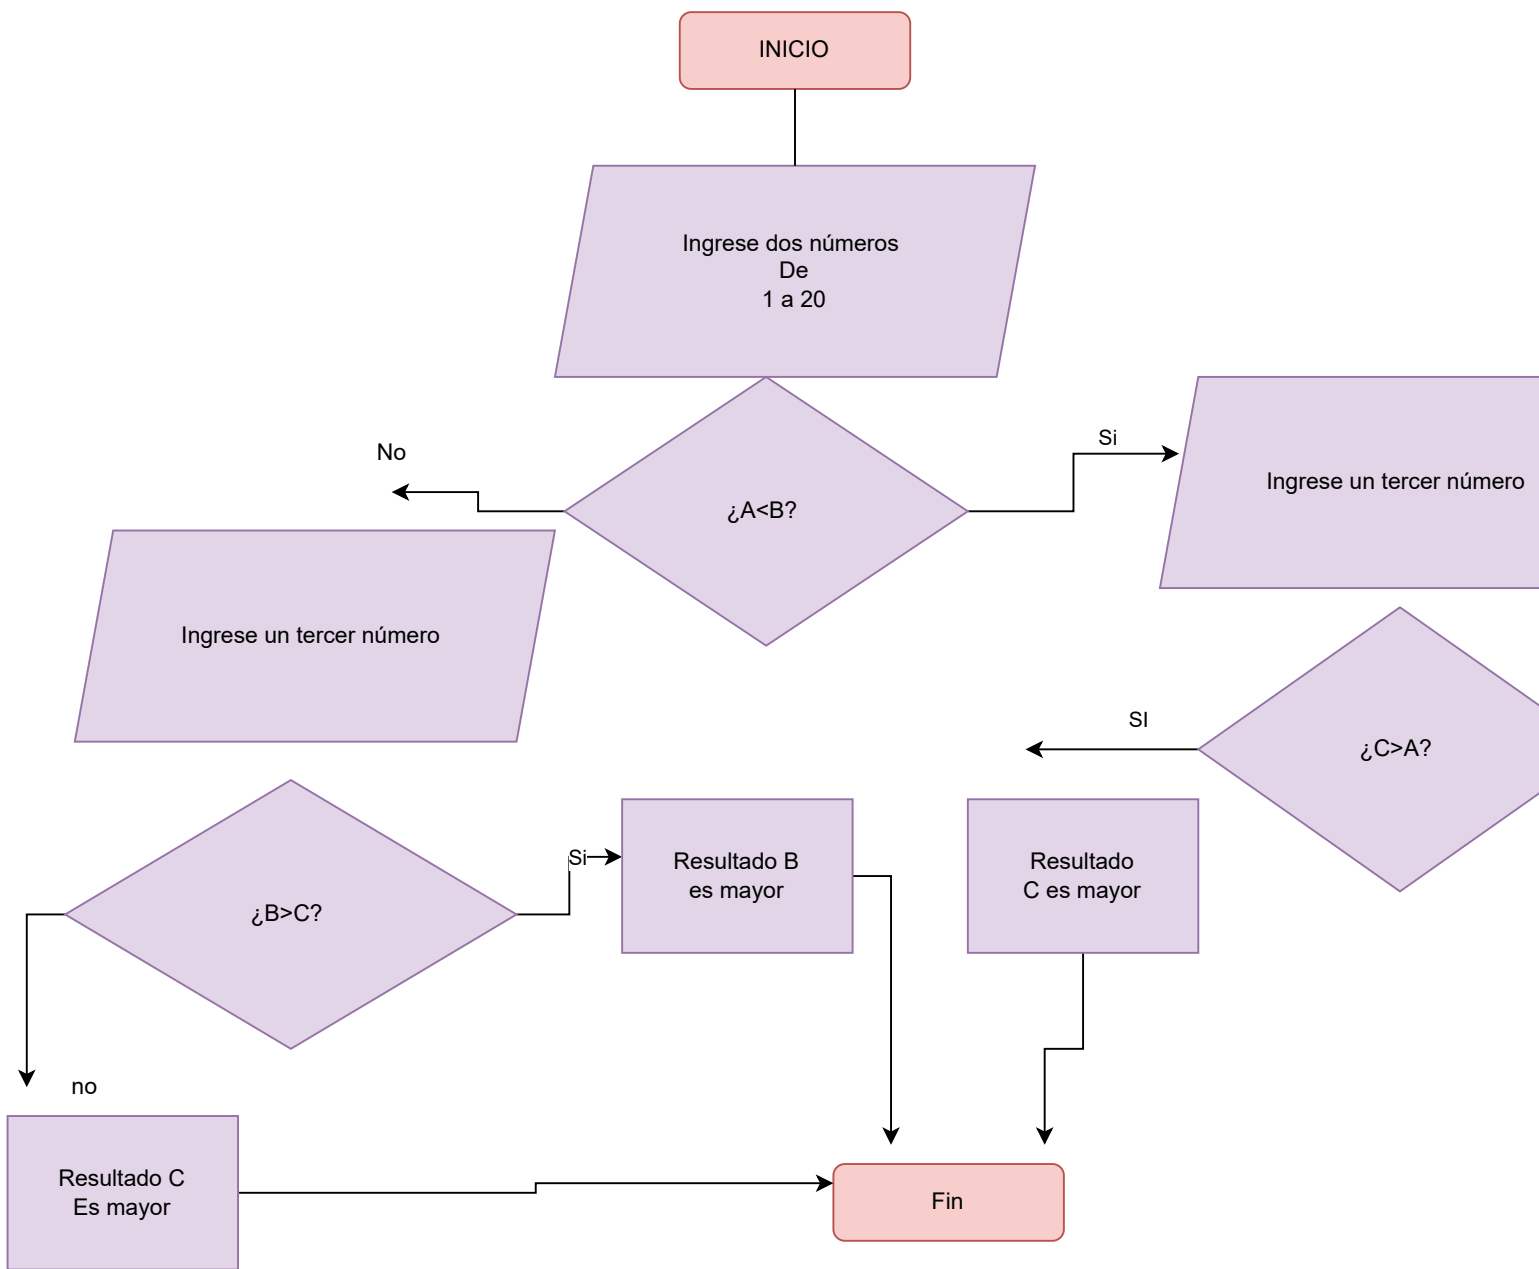 INICIO
Ingrese dos números
De
1 a 20
No
Si
¿A<B?
Ingrese un tercer número
Ingrese un tercer número
SI
¿C>A?
Si
Resultado B
es mayor
Resultado
C es mayor
¿B>C?
no
Resultado C
Es mayor
Fin